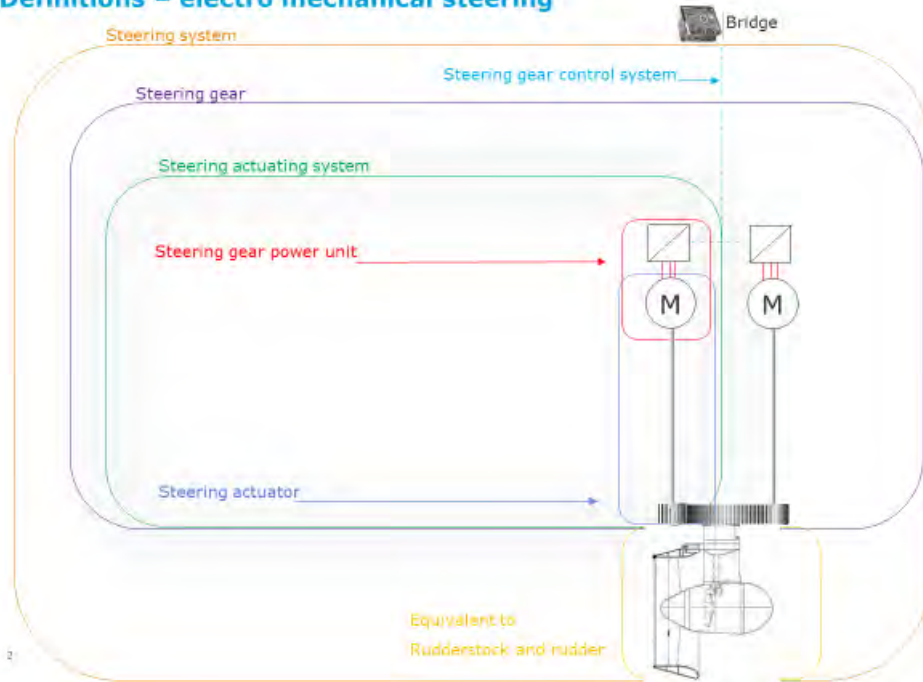 Definitions – electro mechanical steering
Bridge
Steering system
Steering gear control system
Steering gear
Steering actuating system
Steering gear power unit
M
M
Steering actuator
Equivalent to
Rudderstock and rudder
2